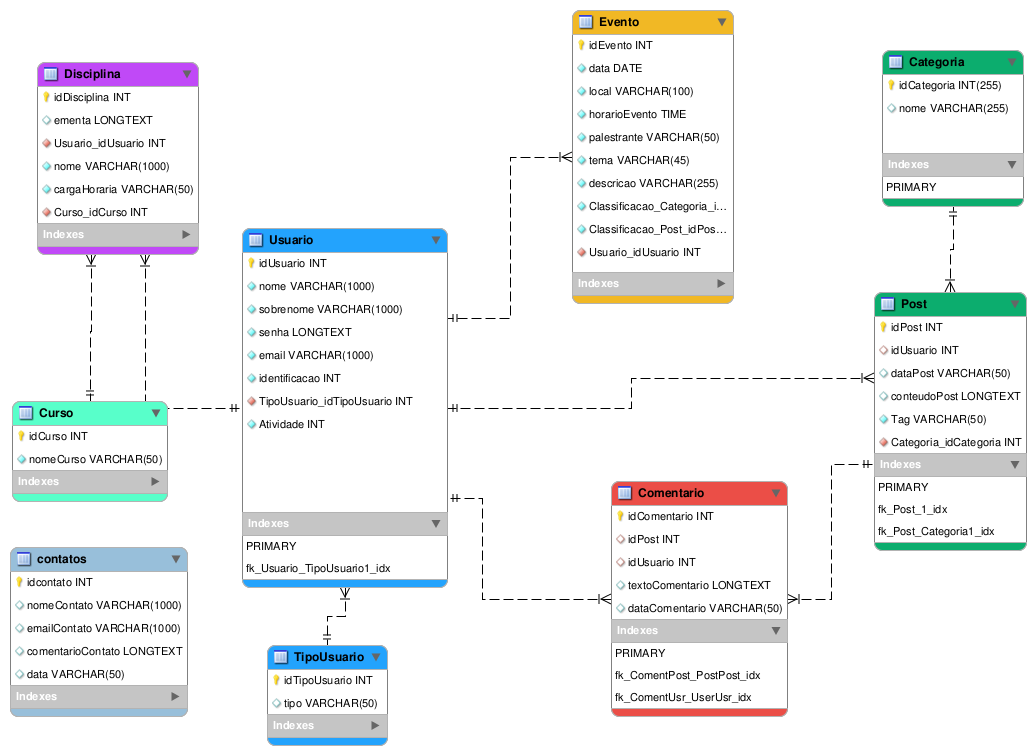 Disciplina
idDisciplina INT
ementa LONGTEXT
Usuario_idUsuario INT
nome VARCHAR(1000)
cargaHoraria VARCHAR(50)
Curso_idCurso INT
Indexes
Curso
idCurso INT
nomeCurso VARCHAR(50)
Indexes
contatos
idcontato INT
nomeContato VARCHAR(1000)
emailContato VARCHAR(1000)
comentarioContato LONGTEXT
data VARCHAR(50)
Indexes
Usuario
idUsuario INT
nome VARCHAR(1000)
sobrenome VARCHAR(1000)
senha LONGTEXT
email VARCHAR(1000)
identificacao INT
TipoUsuario_idTipoUsuario INT
Atividade INT
Indexes
PRIMARY
fk_Usuario_TipoUsuario1_idx
TipoUsuario
idTipoUsuario INT
tipo VARCHAR(50)
Indexes
Evento
idEvento INT
data DATE
local VARCHAR(100)
horarioEvento TIME
palestrante VARCHAR(50)
tema VARCHAR(45)
descricao VARCHAR(255)
Classificacao_Categoria_i...
Classificacao_Post_idPos...
Usuario_idUsuario INT
Indexes
Comentario
idComentario INT
idPost INT
idUsuario INT
textoComentario LONGTEXT
dataComentario VARCHAR(50)
Indexes
PRIMARY
fk_ComentPost_PostPost_idx
fk_ComentUsr_UserUsr_idx
Categoria
idCategoria INT(255)
nome VARCHAR(255)
Indexes
PRIMARY
Post
idPost INT
idUsuario INT
dataPost VARCHAR(50)
conteudoPost LONGTEXT
Tag VARCHAR(50)
Categoria_idCategoria INT
Indexes
PRIMARY
fk_Post_1_idx
fk_Post_Categoria1_idx